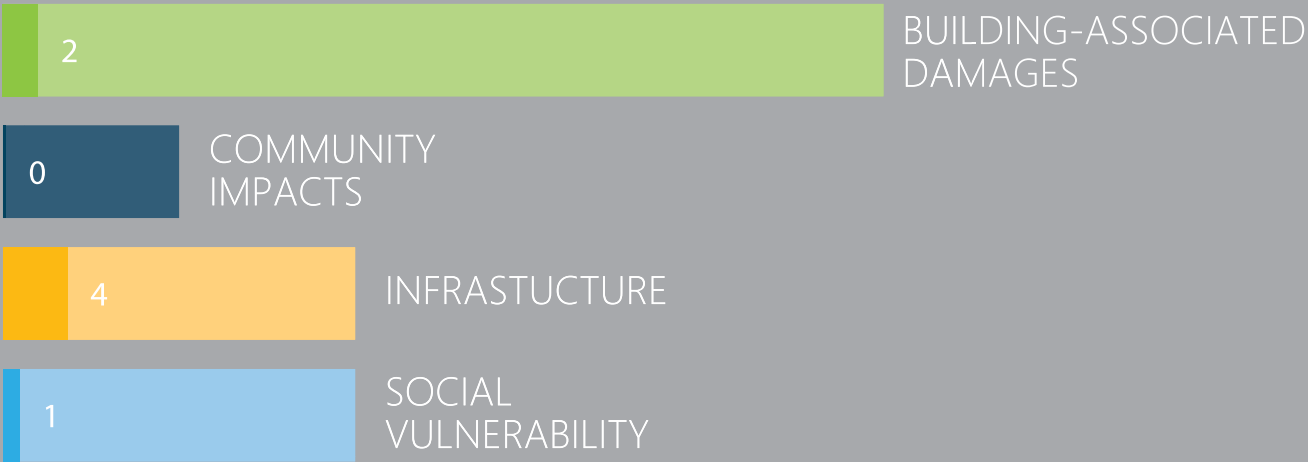 2
BUILDING-ASSOCIATED
DAMAGES
0
COMMUNITY
IMPACTS
4
INFRASTUCTURE
1
SOCIAL
VULNERABILITY